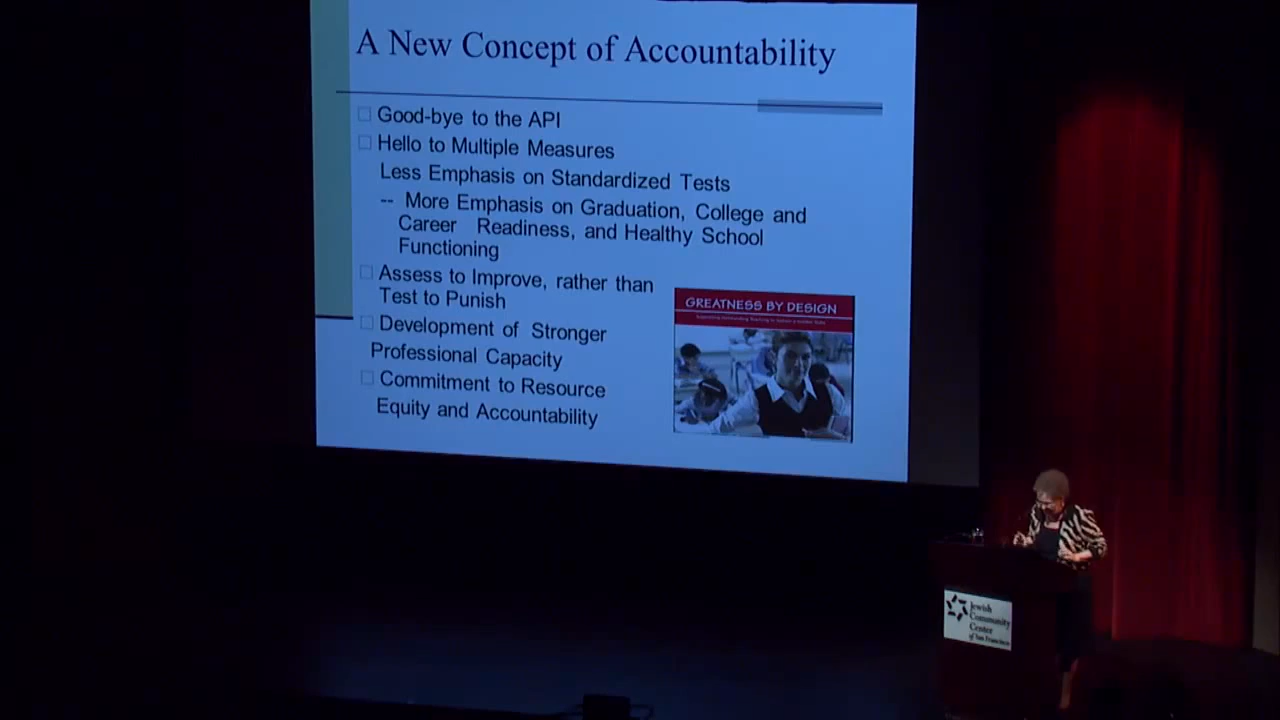 A New Concept of Accountability
Good-bye to the API
Hello to Multiple Measures
Less Emphasis on Standardized Tests
-- More Emphasis on Graduation, College and
Career Readiness, and Healthy School
Functioning
Assess to Improve, rather than
Test to Punish
Development of Stronger
Professional Capacity
Commitment to Resource
Equity and Accountability
GREATNESS BY DESIGN
Jewish
Community
Center
of San Francisco